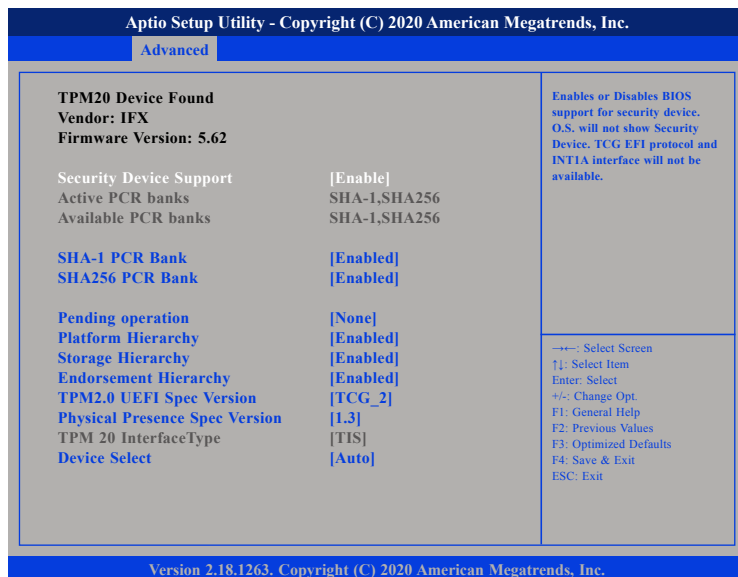 Aptio Setup Utility - Copyright (C) 2020 American Megatrends, Inc.
Advanced
TPM20 Device Found
Vendor: IFX
Firmware Version: 5.62
Security Device Support [Enable]
Active PCR banks SHA-1,SHA256
Available PCR banks SHA-1,SHA256
SHA-1 PCR Bank [Enabled]
SHA256 PCR Bank [Enabled]
Pending operation [None]
Platform Hierarchy [Enabled]
Storage Hierarchy [Enabled]
Endorsement Hierarchy [Enabled]
TPM2.0 UEFI Spec Version [TCG_2]
Physical Presence Spec Version [1.3]
TPM 20 InterfaceType [TIS]
Device Select [Auto]
Enables or Disables BIOS
support for security device.
O.S. will not show Security
Device. TCG EFI protocol and
INT1A interface will not be
available.
→←: Select Screen
↑↓: Select Item
Enter: Select
+/-: Change Opt.
F1: General Help
F2: Previous Values
F3: Optimized Defaults
F4: Save & Exit
ESC: Exit
Version 2.18.1263. Copyright (C) 2020 American Megatrends, Inc.